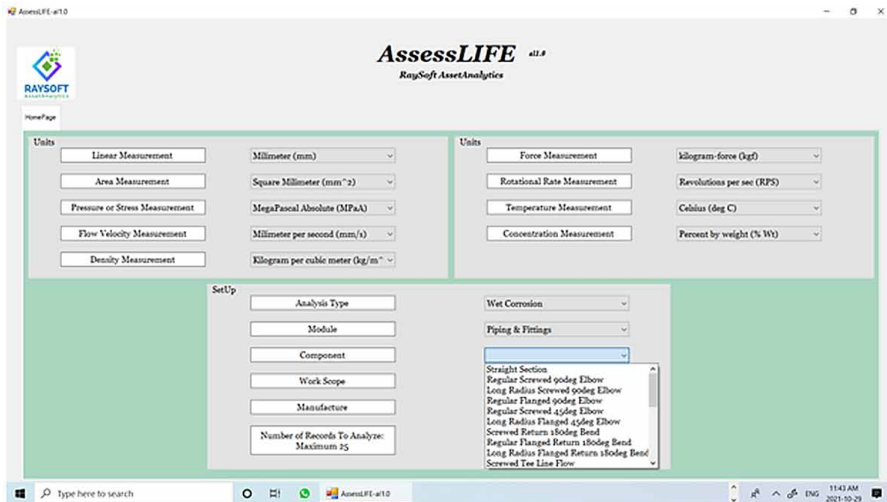 AssessLIFE-al1.0
AssessLIFE al1.0
RaySoft AssetAnalytics
RAYSOFT
AssetAnalytics
HomePage
Units
Linear Measurement Milimeter (mm)
Area Measurement Square Milimeter (mm^2)
Pressure or Stress Measurement MegaPascal Absolute (MPaA)
Flow Velocity Measurement Milimeter per second (mm/s)
Density Measurement Kilogram per cubic meter (kg/m^
Units
Force Measurement kilogram-force (kgf)
Rotational Rate Measurement Revolutions per sec (RPS)
Temperature Measurement Celsius (deg C)
Concentration Measurement Percent by weight (% Wt)
SetUp
Analysis Type Wet Corrosion
Module Piping & Fittings
Component
Work Scope
Manufacture
Number of Records To Analyze:
Maximum 25
Straight Section
Regular Screwed 90deg Elbow
Long Radius Screwed 90deg Elbow
Regular Flanged 90deg Elbow
Regular Screwed 45deg Elbow
Long Radius Flanged 45deg Elbow
Screwed Return 180deg Bend
Regular Flanged Return 180deg Bend
Long Radius Flanged Return 180deg Bend
Screwed Tee Line Flow
Type here to search
AssessLIFE-al1.0
ENG
11:43 AM
2021-10-29